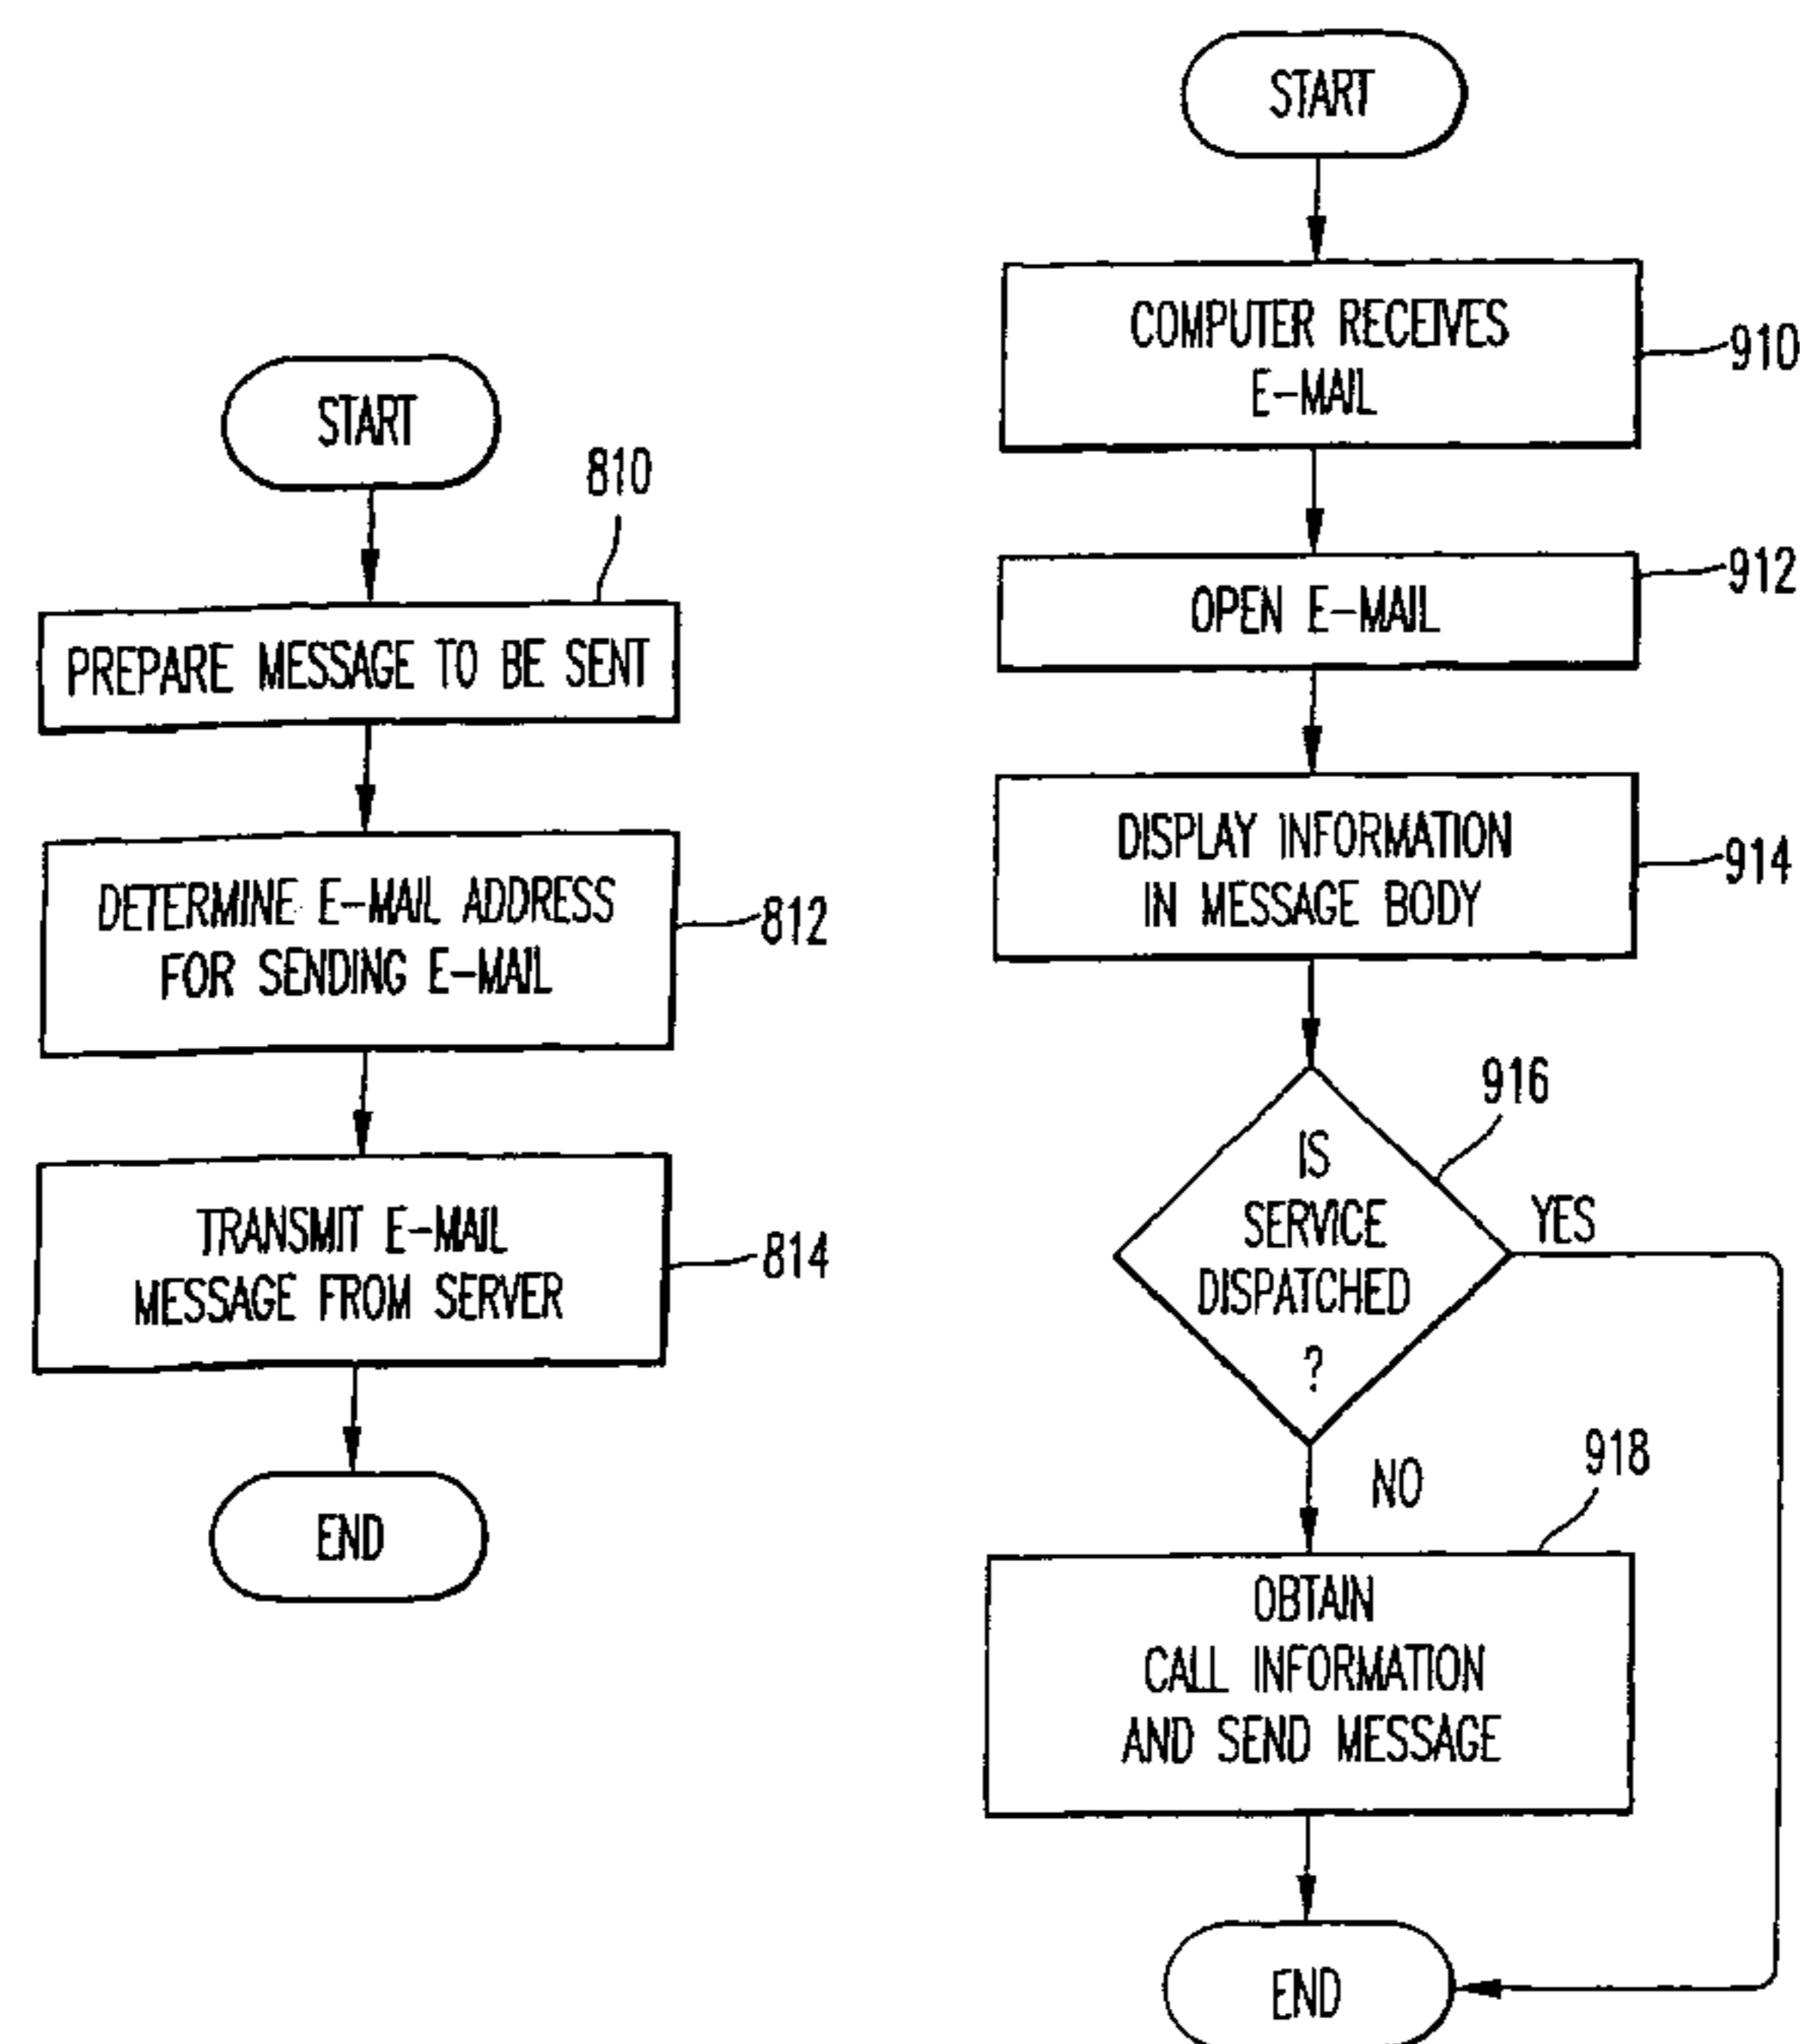 START
810
PREPARE MESSAGE TO BE SENT
DETERMINE E-MAIL ADDRESS
FOR SENDING E-MAIL
812
TRANSMIT E-MAIL
MESSAGE FROM SERVER
814
END
START
COMPUTER RECEIVES
E-MAIL
910
OPEN E-MAIL
912
DISPLAY INFORMATION
IN MESSAGE BODY
914
916
IS
SERVICE
DISPATCHED
?
YES
NO
918
OBTAIN
CALL INFORMATION
AND SEND MESSAGE
END